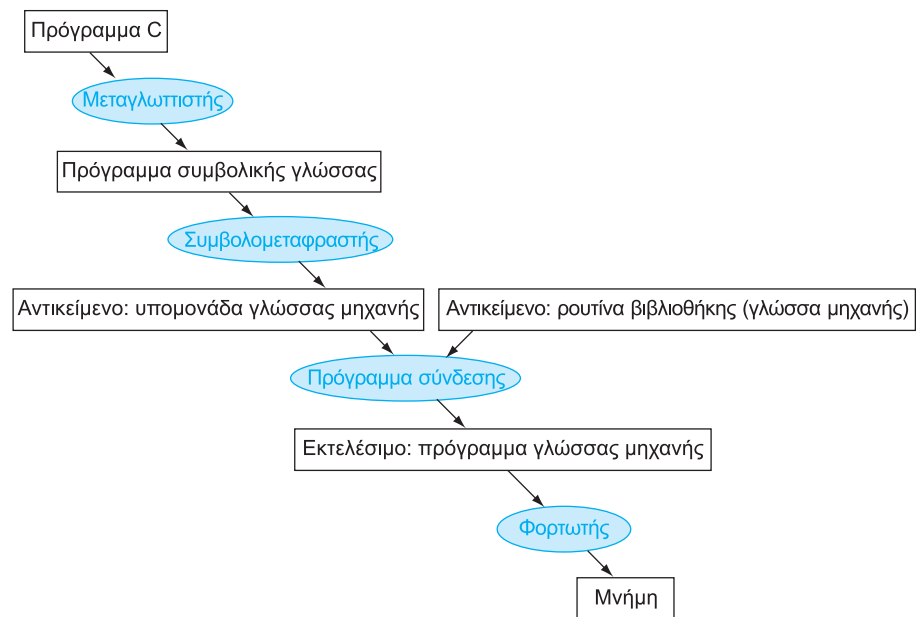 Πρόγραμμα C
Μεταγλωττιστής
Πρόγραμμα συμβολικής γλώσσας
Συμβολομεταφραστής
Αντικείμενο: υπομονάδα γλώσσας μηχανής
Αντικείμενο: ρουτίνα βιβλιοθήκης (γλώσσα μηχανής)
Πρόγραμμα σύνδεσης
Εκτελέσιμο: πρόγραμμα γλώσσας μηχανής
Φορτωτής
Μνήμη